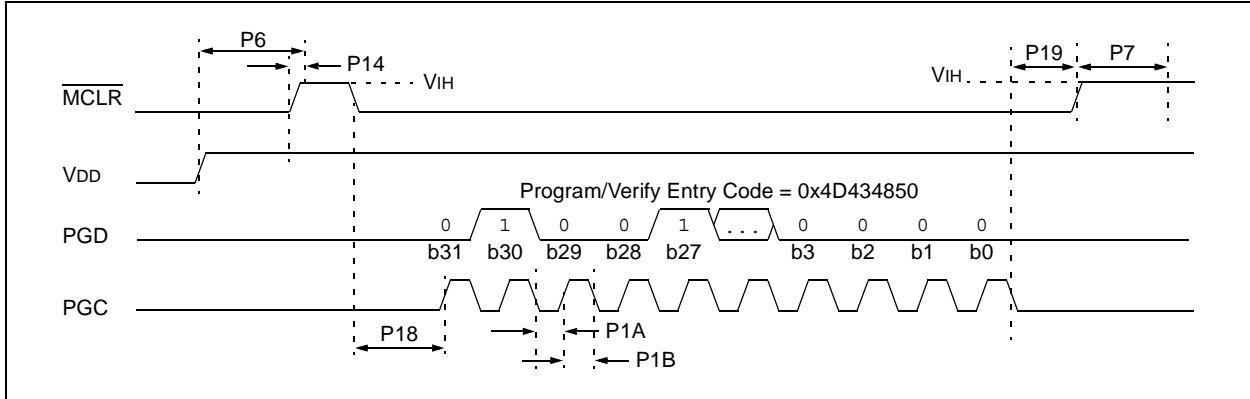 P6
P14
P19
P7
VIH
VIH
MCLR
VDD
Program/Verify Entry Code = 0x4D434850
PGD
0 1 0 0 1 ... 0 0 0 0
b31 b30 b29 b28 b27 b3 b2 b1 b0
PGC
P18
P1A
P1B